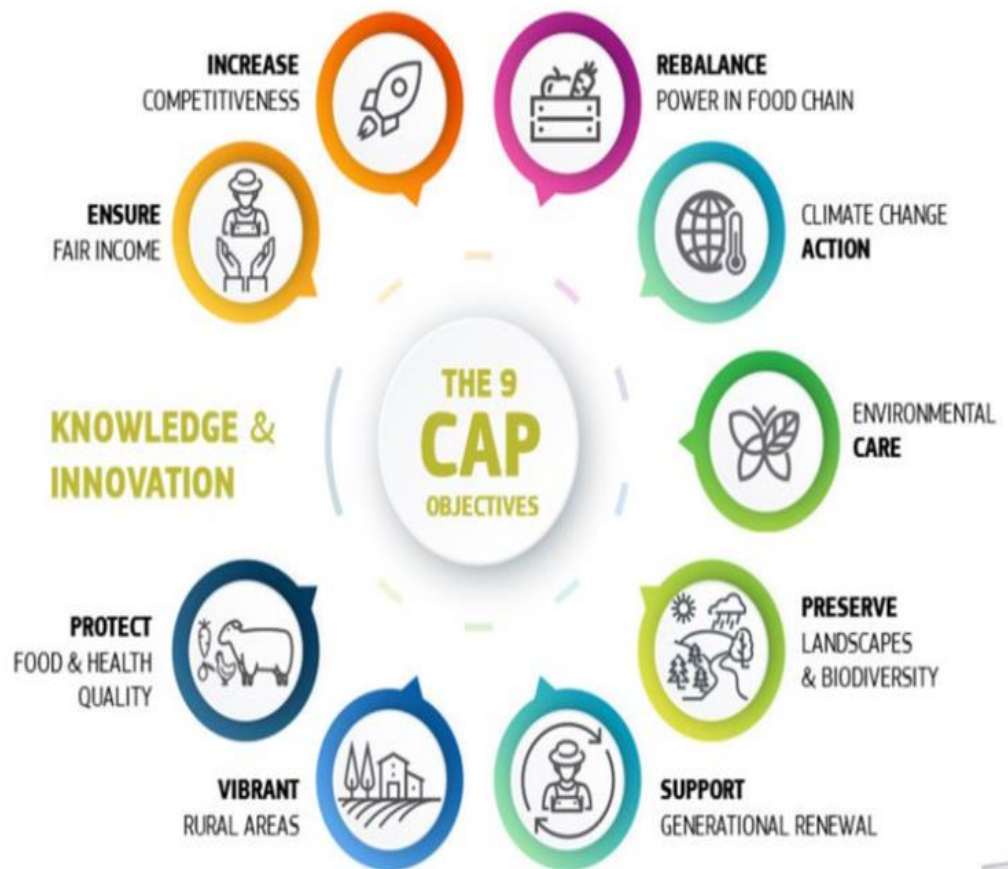 INCREASE
COMPETITIVENESS
REBALANCE
POWER IN FOOD CHAIN
ENSURE
FAIR INCOME
CLIMATE CHANGE
ACTION
THE 9
CAP
OBJECTIVES
KNOWLEDGE &
INNOVATION
ENVIRONMENTAL
CARE
PROTECT
FOOD & HEALTH
QUALITY
PRESERVE
LANDSCAPES
& BIODIVERSITY
VIBRANT
RURAL AREAS
SUPPORT
GENERATIONAL RENEWAL